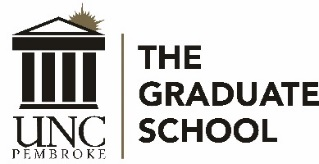 UNC
PEMBROKE
THE
GRADUATE
SCHOOL